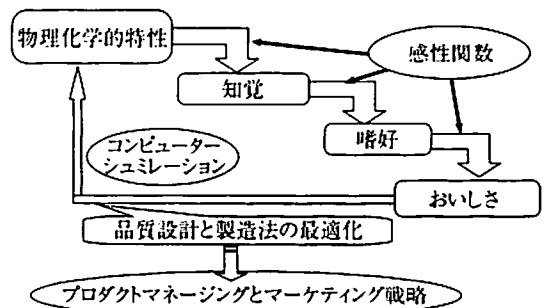 物理化学的特性
感性関数
知覚
嗜好
コンピューター
シュミレーション
おいしさ
品質設計と製造法の最適化
プロダクトマネージングとマーケティング戦略